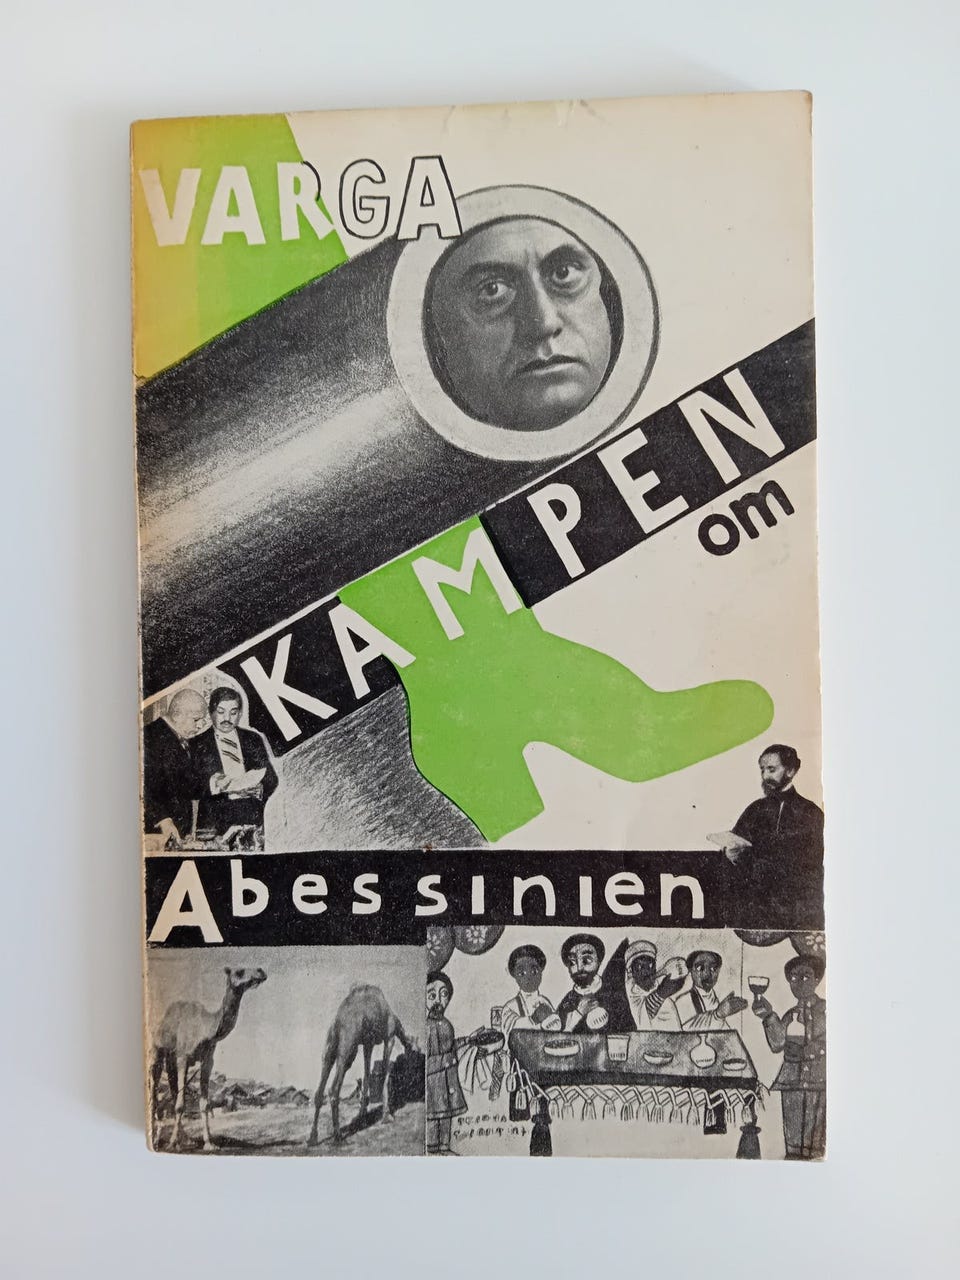 VARGA
KAMPEN
om
Abessinien